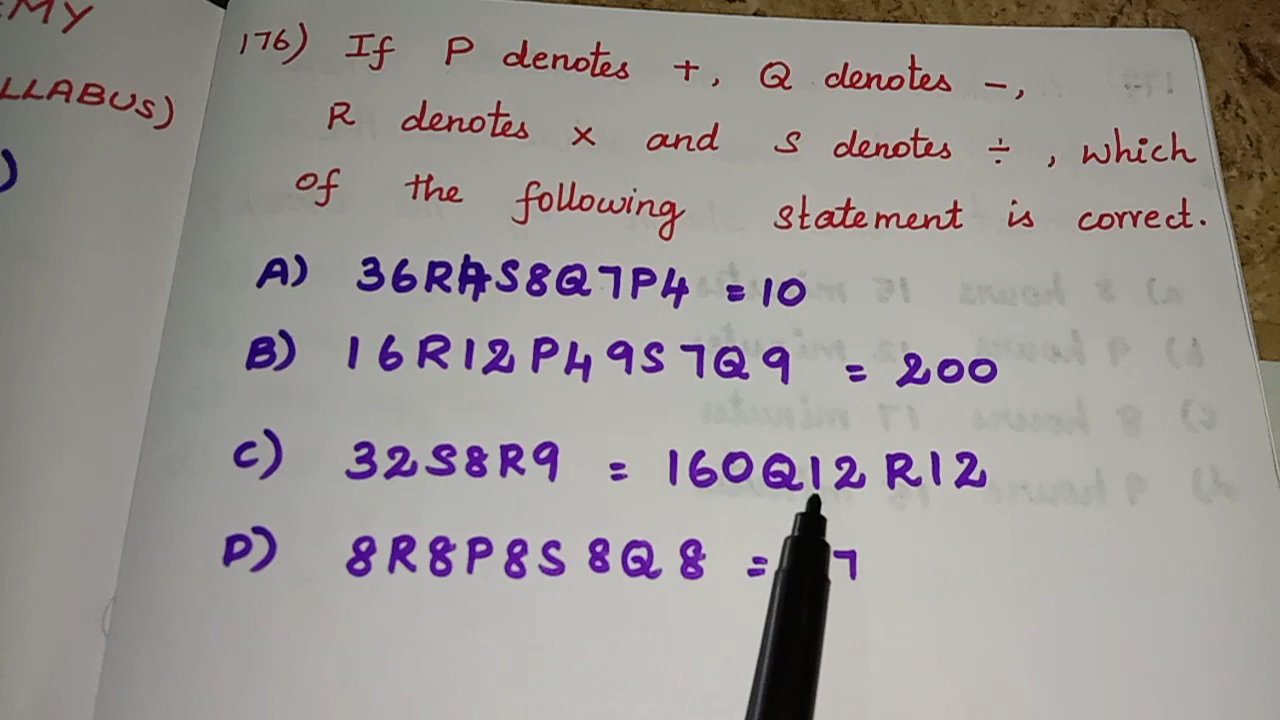 LLABUS)
176) If P denotes +, Q denotes -,
R denotes × and S denotes ÷, which
of the following statement is correct.
A) 36R4S8Q7P4 = 10
B) 16R12P49S7Q9 = 200
C) 32S8R9 = 160Q12R12
D) 8R8P8S8Q8 = 7